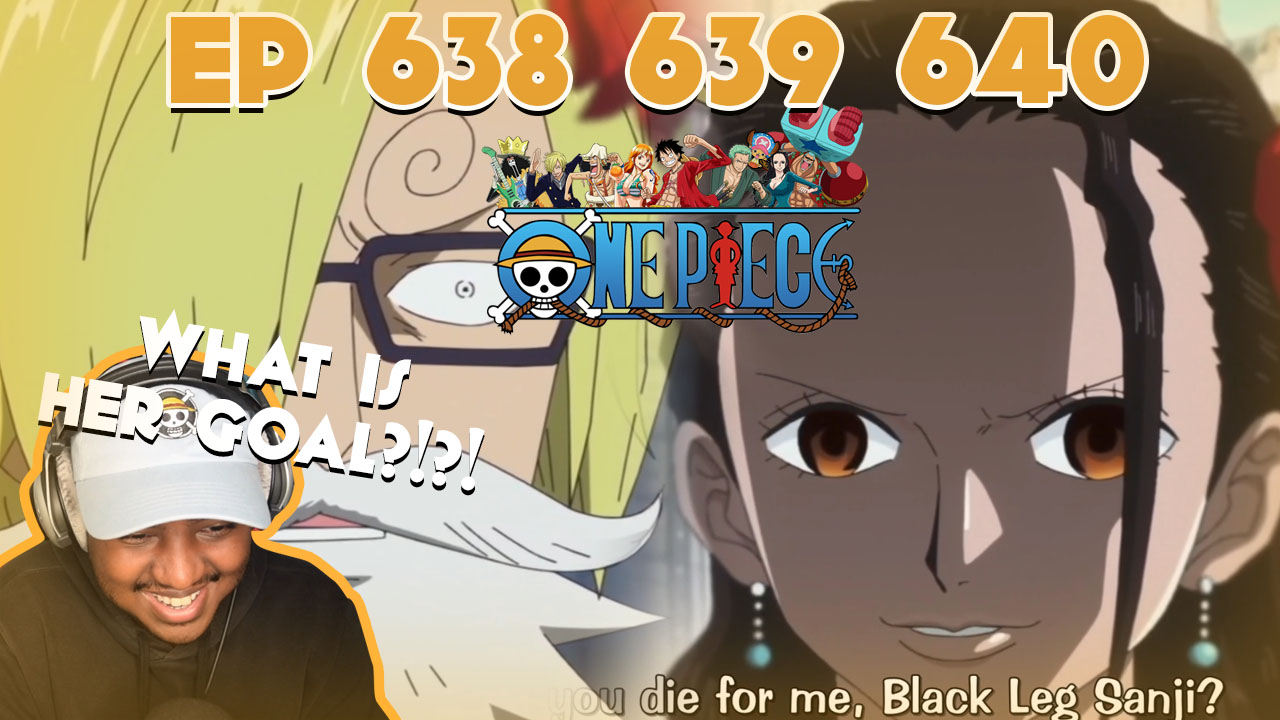 EP 638 639 640
ONE PIECE
WHAT IS
HER GOAL?!?!
you die for me, Black Leg Sanji?